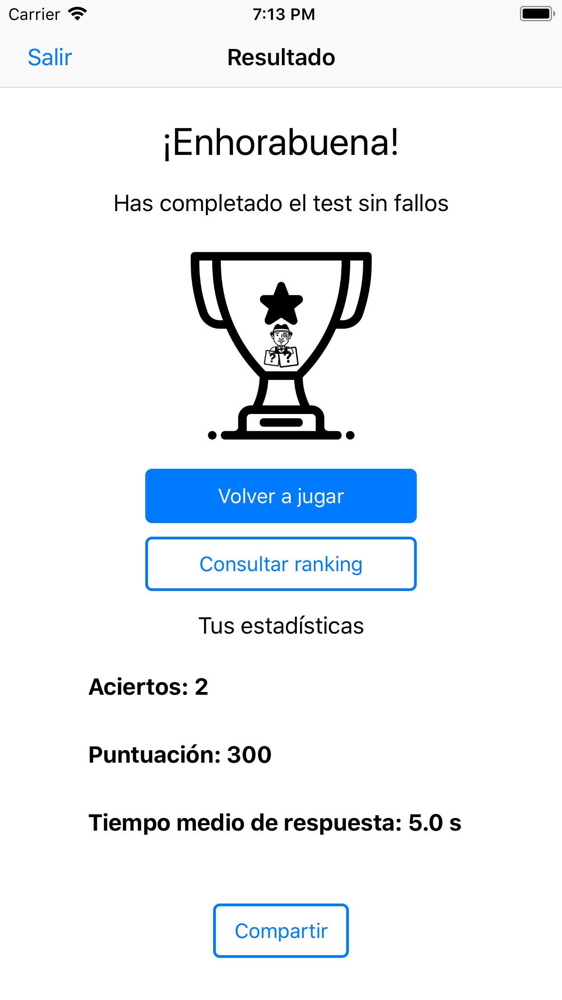 Carrier 7:13 PM
Salir Resultado
¡Enhorabuena!
Has completado el test sin fallos
? ?
Volver a jugar
Consultar ranking
Tus estadísticas
Aciertos: 2
Puntuación: 300
Tiempo medio de respuesta: 5.0 s
Compartir